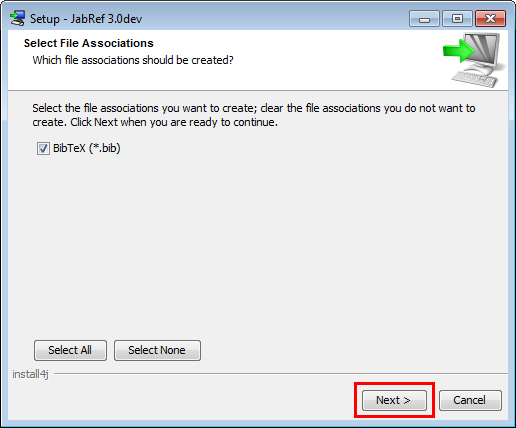 Setup - JabRef 3.0dev
Select File Associations
Which file associations should be created?
Select the file associations you want to create; clear the file associations you do not want to
create. Click Next when you are ready to continue.
BibTeX (*.bib)
Select All
Select None
install4j
Next >
Cancel